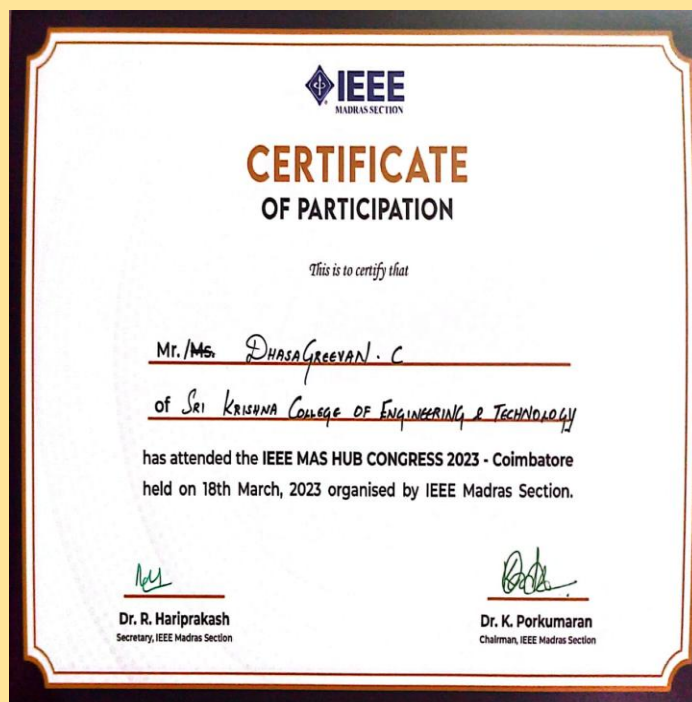 IEEE
MADRAS SECTION
CERTIFICATE
OF PARTICIPATION
This is to certify that
Mr./Ms. DHASAGREEVAN. C
of SRI KRISHNA COLLEGE OF ENGINEERING & TECHNOLOGY
has attended the IEEE MAS HUB CONGRESS 2023 - Coimbatore
held on 18th March, 2023 organised by IEEE Madras Section.
Dr. R. Hariprakash
Secretary, IEEE Madras Section
Dr. K. Porkumaran
Chairman, IEEE Madras Section